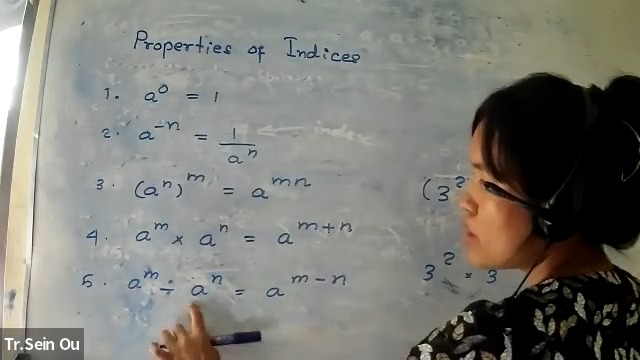 Properties of Indices
1. a⁰ = 1
2. a⁻ⁿ = 1/aⁿ
3. (aⁿ)ᵐ = aᵐⁿ
(3²
4. aᵐ × aⁿ = aᵐ⁺ⁿ
3² × 3
5. aᵐ ÷ aⁿ = aᵐ⁻ⁿ
Tr.Sein Ou